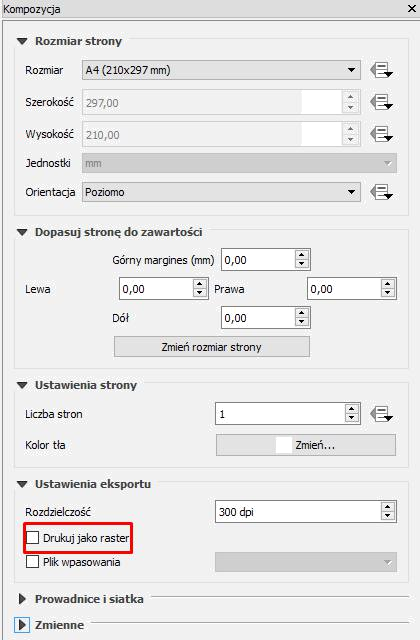 Kompozycja
Rozmiar strony
Rozmiar A4 (210x297 mm)
Szerokość 297,00
Wysokość 210,00
Jednostki mm
Orientacja Poziomo
Dopasuj stronę do zawartości
Górny margines (mm) 0,00
Lewa 0,00 Prawa 0,00
Dół 0,00
Zmień rozmiar strony
Ustawienia strony
Liczba stron 1
Kolor tła Zmień...
Ustawienia eksportu
Rozdzielczość 300 dpi
Drukuj jako raster
Plik wpasowania
Prowadnice i siatka
Zmienne